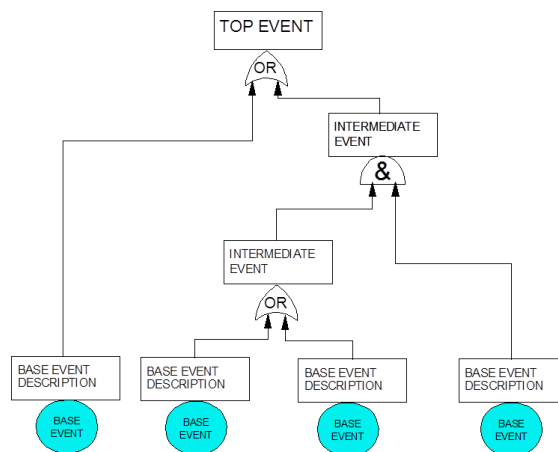 TOP EVENT
OR
INTERMEDIATE
EVENT
&
INTERMEDIATE
EVENT
OR
BASE EVENT
DESCRIPTION
BASE EVENT
DESCRIPTION
BASE EVENT
DESCRIPTION
BASE EVENT
DESCRIPTION
BASE
EVENT
BASE
EVENT
BASE
EVENT
BASE
EVENT